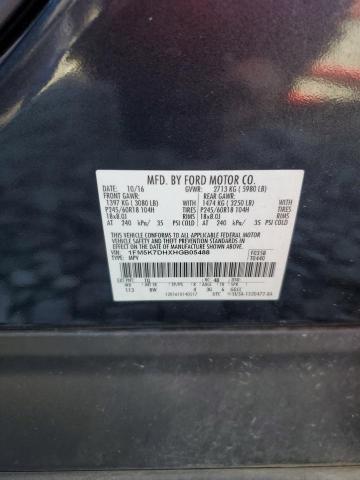 MFD. BY FORD MOTOR CO.
DATE: 10/16 GVWR: 2713 KG ( 5980 LB)
FRONT GAWR: REAR GAWR:
1397 KG ( 3080 LB) 1474 KG ( 3250 LB)
P245/60R18 104H TIRES P245/60R18 104H TIRES
18x8.0J RIMS 18x8.0J RIMS
AT 240 kPa/ 35 PSI COLD AT 240 kPa/ 35 PSI COLD
THIS VEHICLE CONFORMS TO ALL APPLICABLE FEDERAL MOTOR
VEHICLE SAFETY AND THEFT PREVENTION STANDARDS IN EFFECT
ON THE DATE OF MANUFACTURE SHOWN ABOVE.
VIN: 1FM5K7DHXHGB05488
TYPE: MPV
113